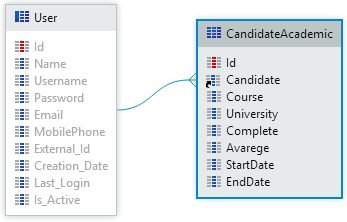 User
Id
Name
Username
Password
Email
MobilePhone
External_Id
Creation_Date
Last_Login
Is_Active
CandidateAcademic
Id
Candidate
Course
University
Complete
Avarege
StartDate
EndDate